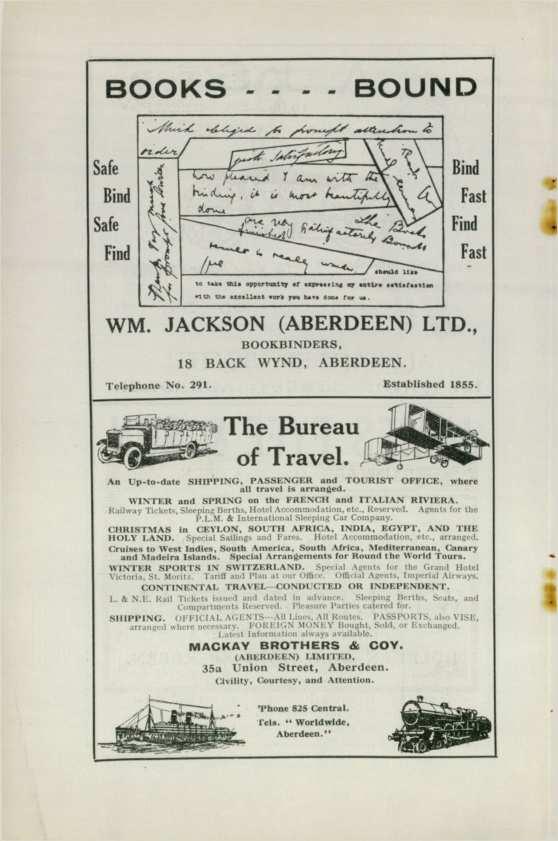 BOOKS - - - - BOUND
Much obliged for prompt attention to
order
quite satisfactory
how pleased I am with the
binding, it is most beautifully
done
Safe
Bind
Safe
Find
Bind
Fast
Find
Fast
The Books
are very
finished
satisfactorily
really
should like
to take this opportunity of expressing my entire satisfaction
with the excellent work you have done for us.
WM. JACKSON (ABERDEEN) LTD.,
BOOKBINDERS,
18 BACK WYND, ABERDEEN.
Telephone No. 291. Established 1855.
The Bureau
of Travel.
An Up-to-date SHIPPING, PASSENGER and TOURIST OFFICE, where
all travel is arranged.
WINTER and SPRING on the FRENCH and ITALIAN RIVIERA.
Railway Tickets, Sleeping Berths, Hotel Accommodation, etc., Reserved. Agents for the
P.L.M. & International Sleeping Car Company.
CHRISTMAS in CEYLON, SOUTH AFRICA, INDIA, EGYPT, AND THE
HOLY LAND. Special Sailings and Fares. Hotel Accommodation, etc., arranged.
Cruises to West Indies, South America, South Africa, Mediterranean, Canary
and Madeira Islands. Special Arrangements for Round the World Tours.
WINTER SPORTS IN SWITZERLAND. Special Agents for the Grand Hotel
Victoria, St. Moritz. Tariff and Plan at our Office. Official Agents, Imperial Airways.
CONTINENTAL TRAVEL—CONDUCTED OR INDEPENDENT.
L. & N.E. Rail Tickets issued and dated in advance. Sleeping Berths, Seats, and
Compartments Reserved. Pleasure Parties catered for.
SHIPPING. OFFICIAL AGENTS—All Lines, All Routes. PASSPORTS, also VISE,
arranged where necessary. FOREIGN MONEY Bought, Sold, or Exchanged.
Latest Information always available.
MACKAY BROTHERS & COY.
(ABERDEEN) LIMITED,
35a Union Street, Aberdeen.
Civility, Courtesy, and Attention.
'Phone 825 Central.
Tels. "Worldwide,
Aberdeen."